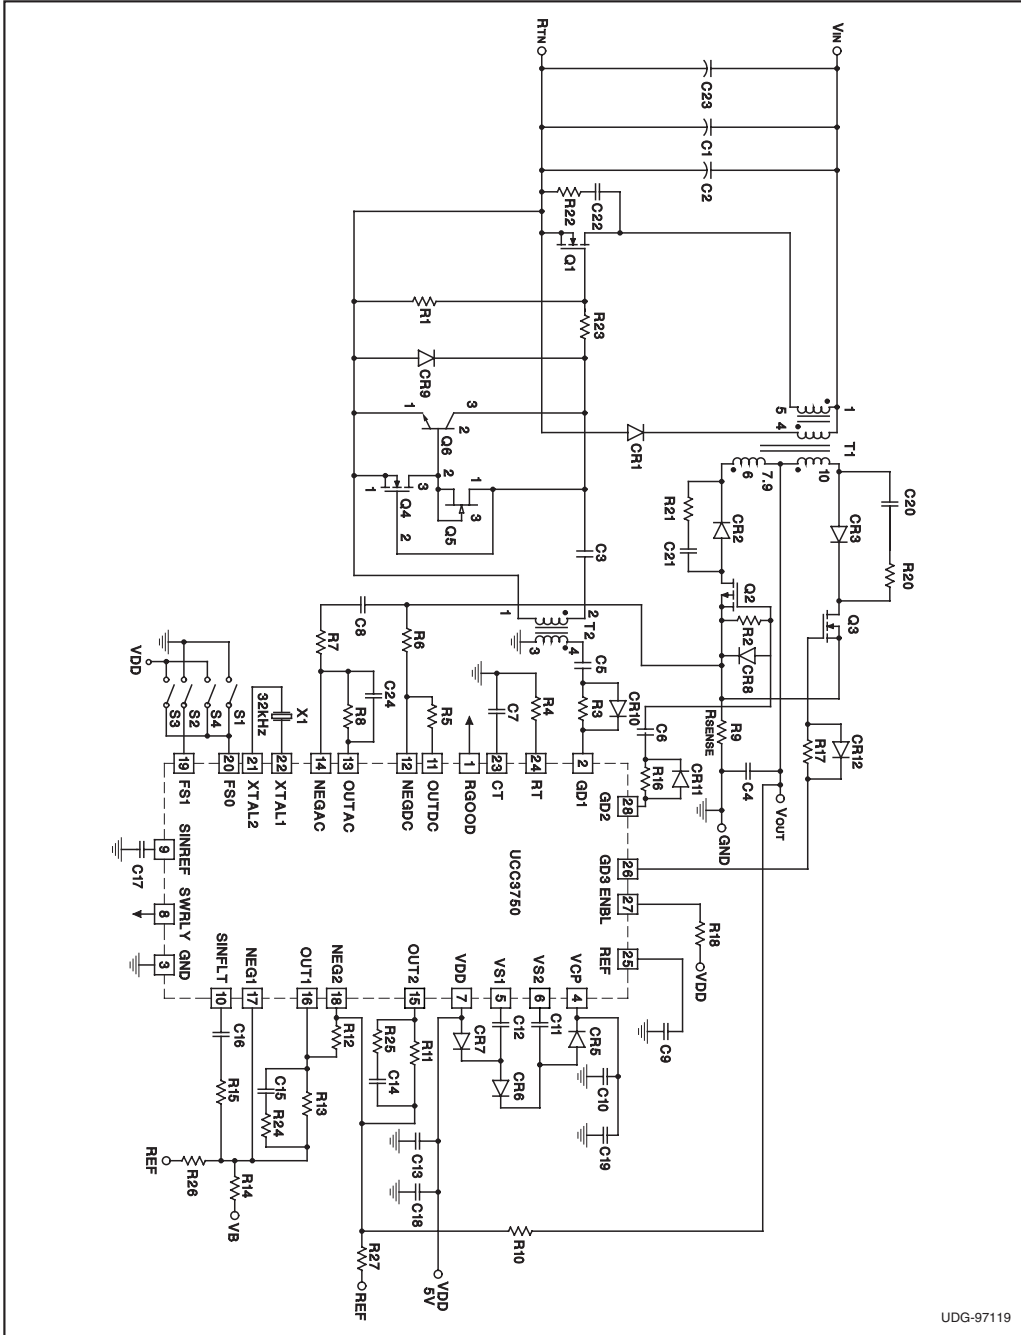 RTN
VIN
C23
C1
C2
R22
C22
Q1
R1
R23
CR9
1
3
2
Q6
1
5
4
T1
CR1
6
7.9
10
C20
R21
CR2
C21
CR3
R20
1
3
Q4
2
2
1
3
Q5
C3
Q2
Q3
R2
CR8
1
2
T2
3
4
C8
R7
R6
C5
C24
R8
R5
C7
R4
R3
CR10
C6
R16
CR11
RSENSE
R9
C4
R17
CR12
VDD
S3
S2
S4
S1
32kHz
X1
VOUT
GND
19
20
21
22
14
13
12
11
1
23
24
2
FS1
FS0
XTAL2
XTAL1
NEGAC
OUTAC
NEGDC
OUTDC
RGOOD
CT
RT
GD1
28
GD2
UCC3750
9
SINREF
C17
26
GD3
27
ENBL
R18
VDD
8
SWRLY
3
GND
25
REF
C9
SINFLT
NEG1
OUT1
NEG2
OUT2
VDD
VS1
VS2
VCP
10
17
16
18
15
7
5
6
4
C16
R15
R12
C15
R24
R13
R25
C14
R11
CR7
C12
CR6
C11
CR5
C10
C19
C13
C18
REF
R26
R14
VB
R27
REF
VDD
5V
R10
UDG-97119